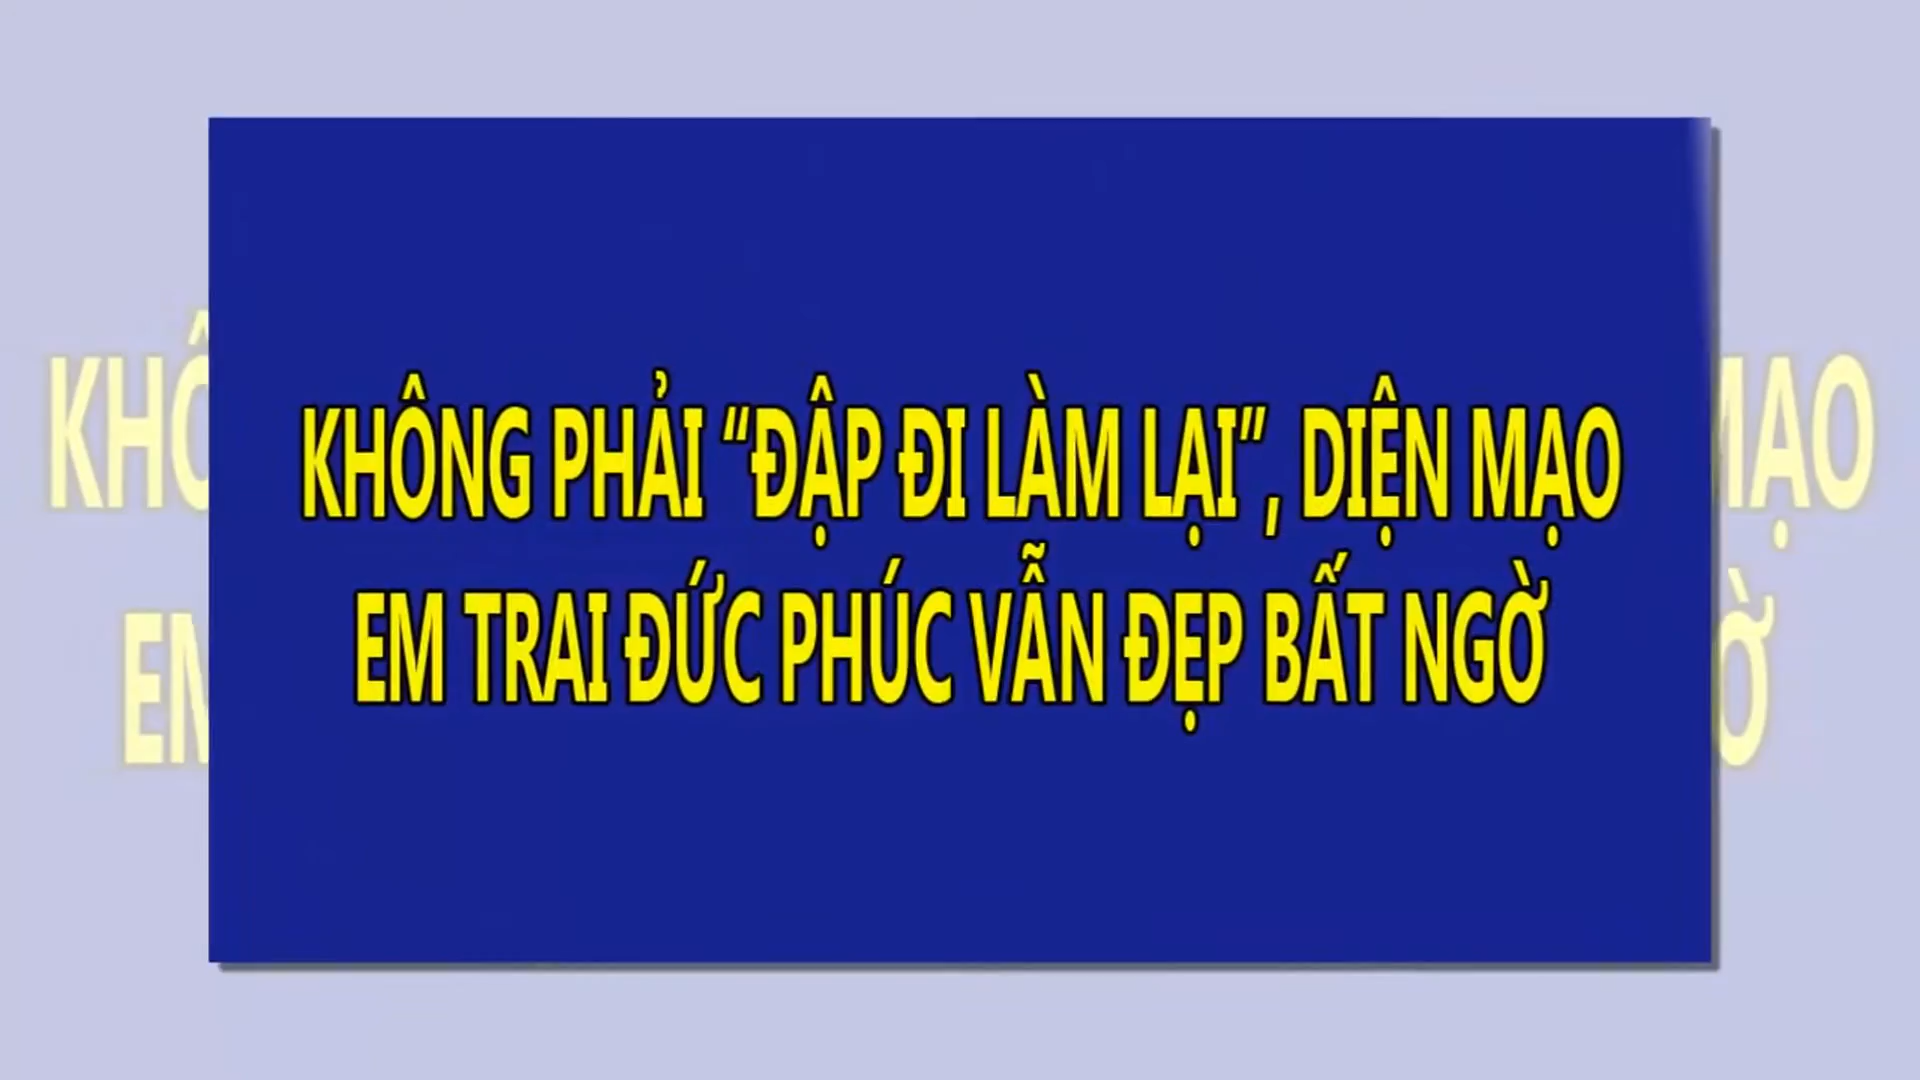 KHÔNG PHẢI “ĐẬP ĐI LÀM LẠI”, DIỆN MẠO
EM TRAI ĐỨC PHÚC VẪN ĐẸP BẤT NGỜ